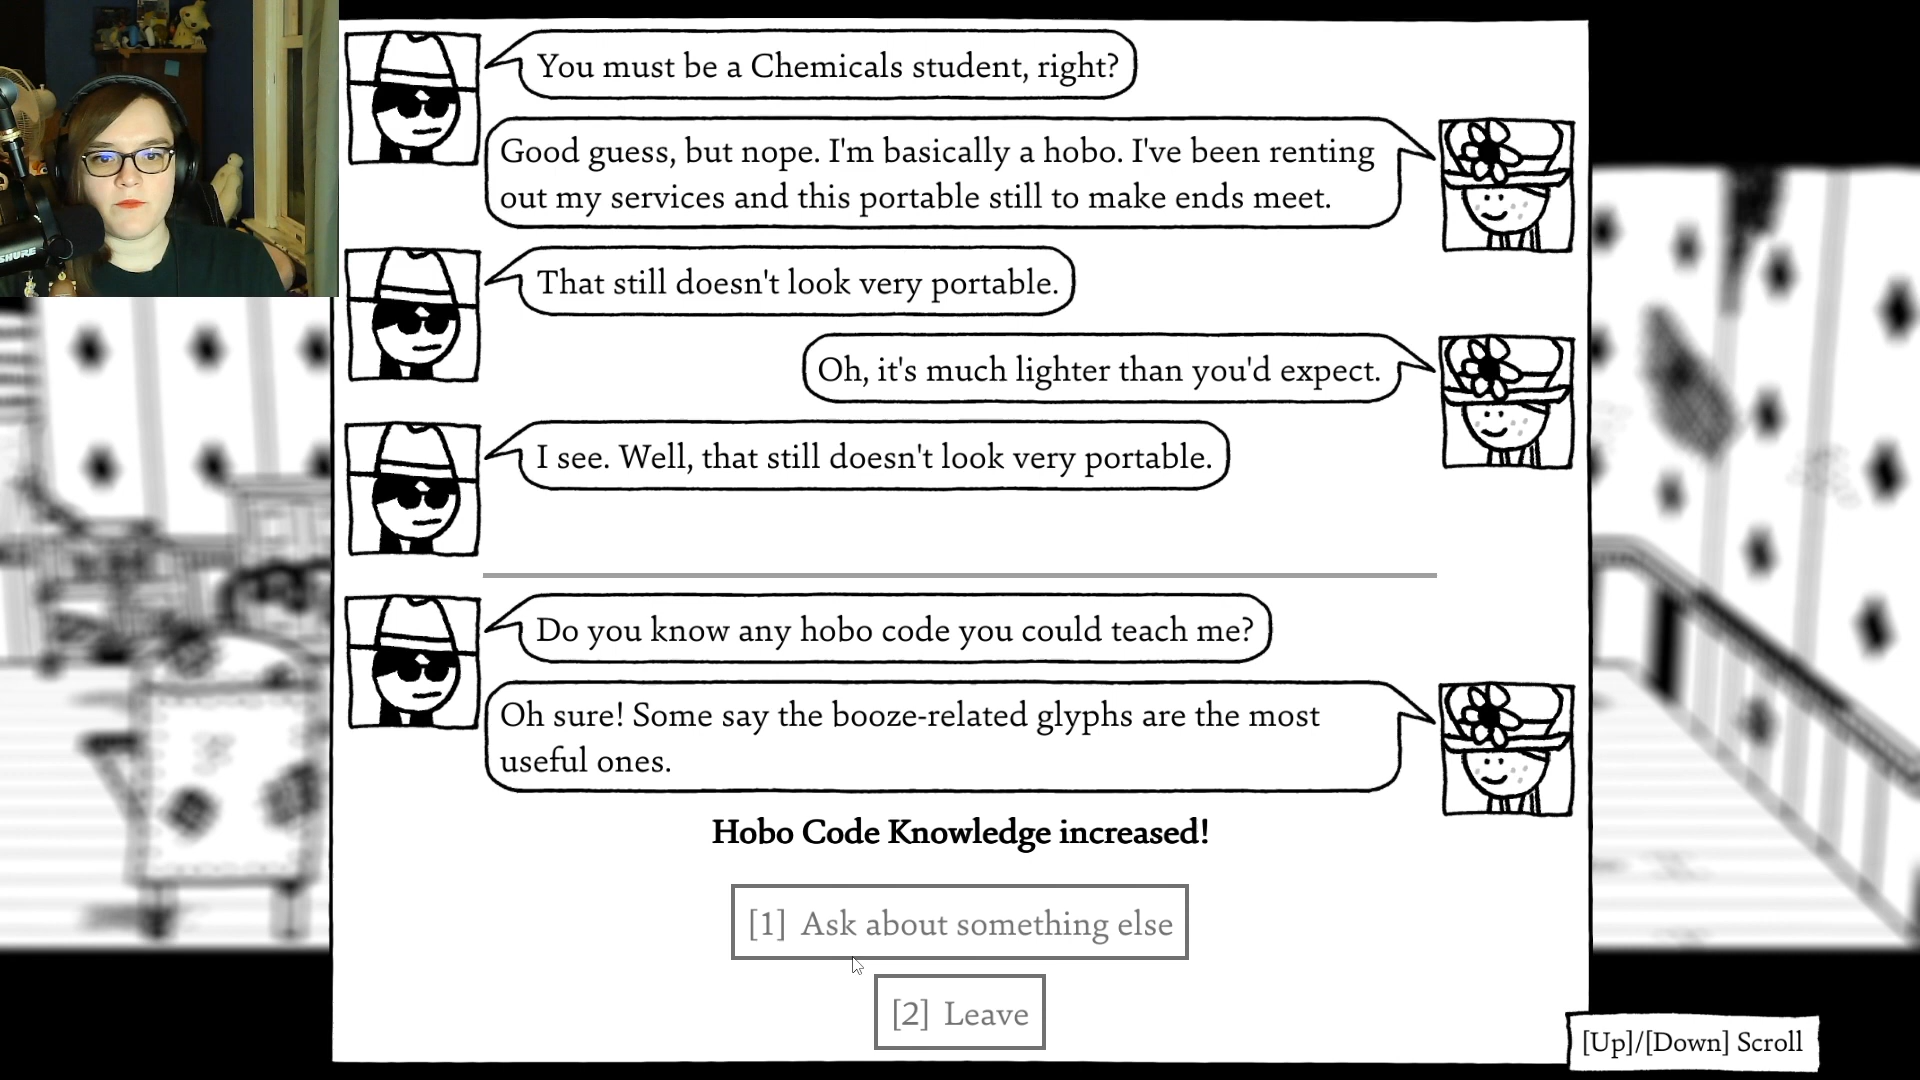 You must be a Chemicals student, right?
Good guess, but nope. I'm basically a hobo. I've been renting
out my services and this portable still to make ends meet.
That still doesn't look very portable.
Oh, it's much lighter than you'd expect.
I see. Well, that still doesn't look very portable.
Do you know any hobo code you could teach me?
Oh sure! Some say the booze-related glyphs are the most
useful ones.
Hobo Code Knowledge increased!
[1] Ask about something else
[2] Leave
[Up]/[Down] Scroll
SHURE